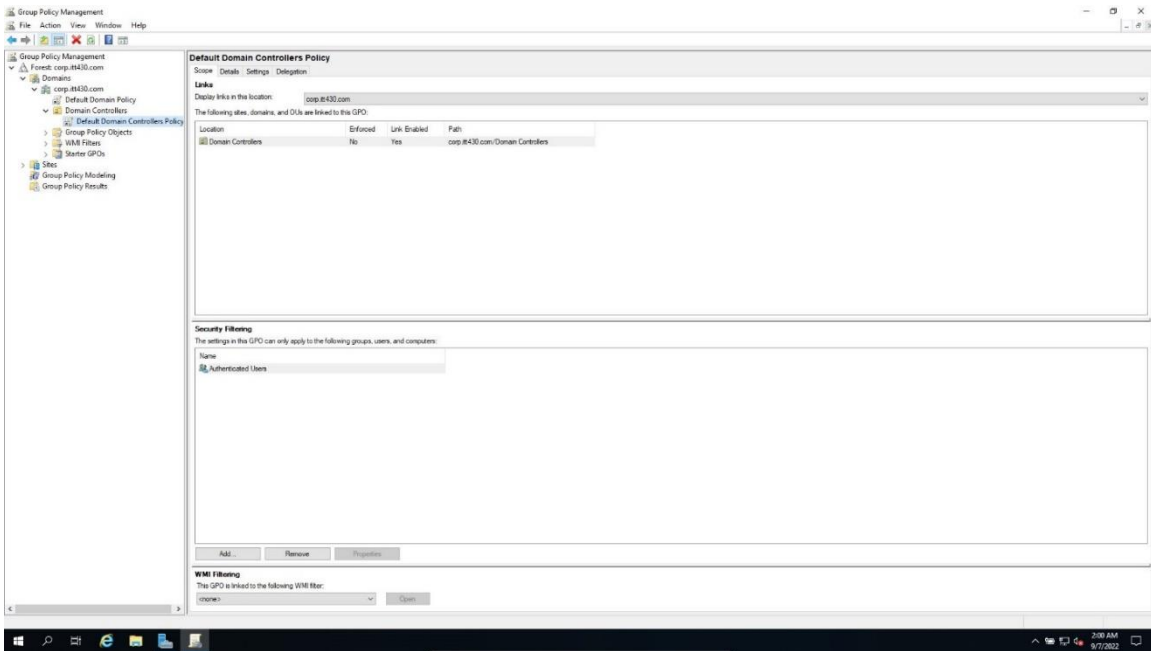 Group Policy Management
File Action View Window Help
Group Policy Management
Forest: corp.itt430.com
Domains
corp.itt430.com
Default Domain Policy
Domain Controllers
Default Domain Controllers Policy
Group Policy Objects
WMI Filters
Starter GPOs
Sites
Group Policy Modeling
Group Policy Results
Default Domain Controllers Policy
Scope Details Settings Delegation
Links
Display links in this location: corp.itt430.com
The following sites, domains, and OUs are linked to this GPO:
Location Enforced Link Enabled Path
Domain Controllers No Yes corp.itt430.com/Domain Controllers
Security Filtering
The settings in this GPO can only apply to the following groups, users, and computers:
Name
Authenticated Users
Add... Remove Properties
WMI Filtering
This GPO is linked to the following WMI filter:
<none> Open
2:00 AM
9/7/2022